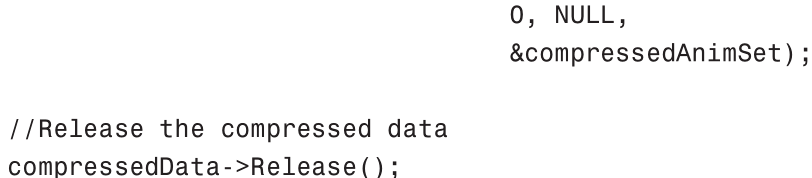 0, NULL,
&compressedAnimSet);
//Release the compressed data
compressedData->Release();